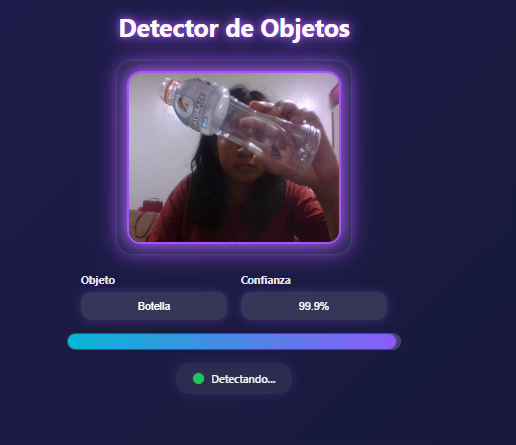 Detector de Objetos
Objeto
Confianza
Botella
99.9%
Detectando...